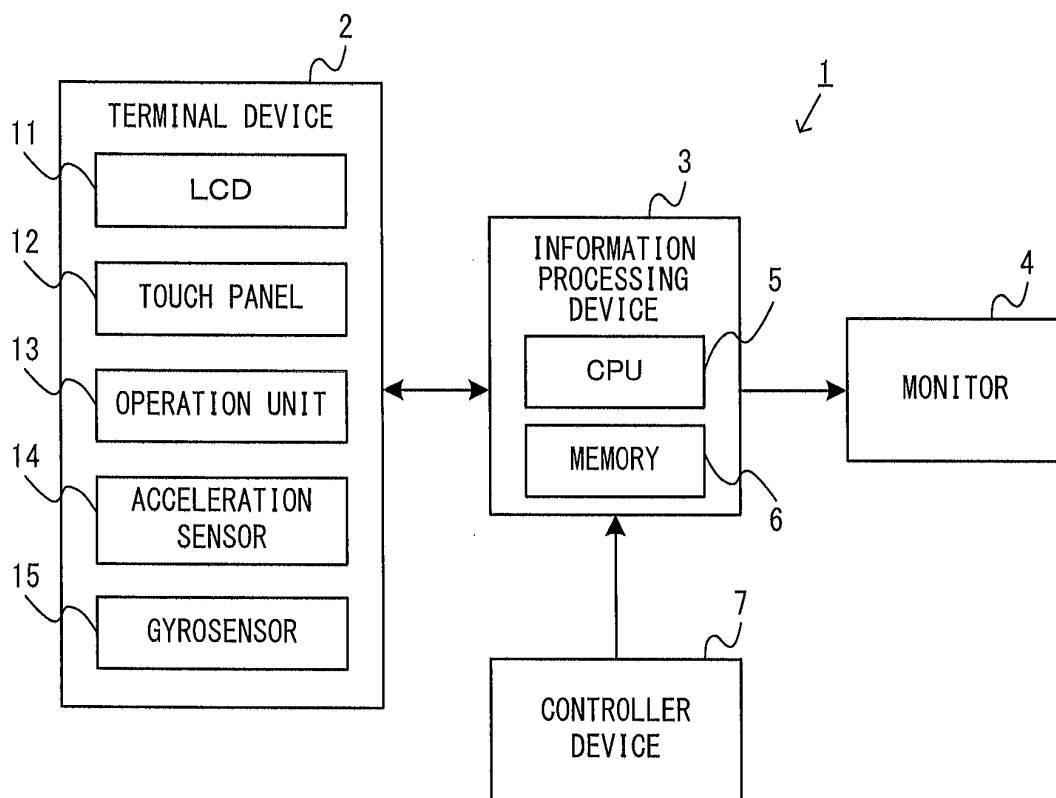 1
2
TERMINAL DEVICE
11
LCD
12
TOUCH PANEL
13
OPERATION UNIT
14
ACCELERATION
SENSOR
15
GYROSENSOR
3
INFORMATION
PROCESSING
DEVICE
5
CPU
MEMORY
6
4
MONITOR
7
CONTROLLER
DEVICE